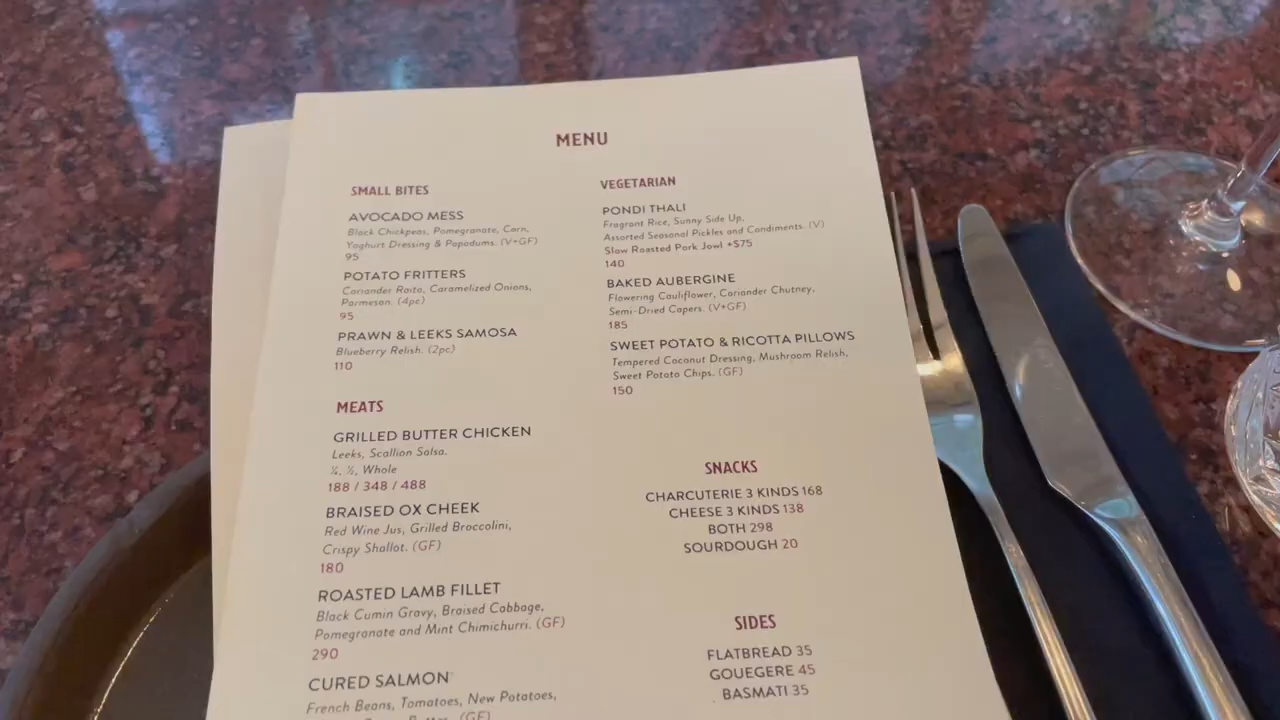 MENU
SMALL BITES
AVOCADO MESS
Black Chickpeas, Pomegranate, Corn,
Yoghurt Dressing & Popodums. (V+GF)
95
POTATO FRITTERS
Coriander Raita, Caramelized Onions,
Parmesan. (4pc)
95
PRAWN & LEEKS SAMOSA
Blueberry Relish. (2pc)
110
MEATS
GRILLED BUTTER CHICKEN
Leeks, Scallion Salsa.
¼, ½, Whole
188 / 348 / 488
BRAISED OX CHEEK
Red Wine Jus, Grilled Broccolini,
Crispy Shallot. (GF)
180
ROASTED LAMB FILLET
Black Cumin Gravy, Braised Cabbage,
Pomegranate and Mint Chimichurri. (GF)
290
CURED SALMON
French Beans, Tomatoes, New Potatoes,
(GF)
VEGETARIAN
PONDI THALI
Fragrant Rice, Sunny Side Up,
Assorted Seasonal Pickles and Condiments. (V)
Slow Roasted Pork Jowl +$75
140
BAKED AUBERGINE
Flowering Cauliflower, Coriander Chutney,
Semi-Dried Capers. (V+GF)
185
SWEET POTATO & RICOTTA PILLOWS
Tempered Coconut Dressing, Mushroom Relish,
Sweet Potato Chips. (GF)
150
SNACKS
CHARCUTERIE 3 KINDS 168
CHEESE 3 KINDS 138
BOTH 298
SOURDOUGH 20
SIDES
FLATBREAD 35
GOUEGERE 45
BASMATI 35